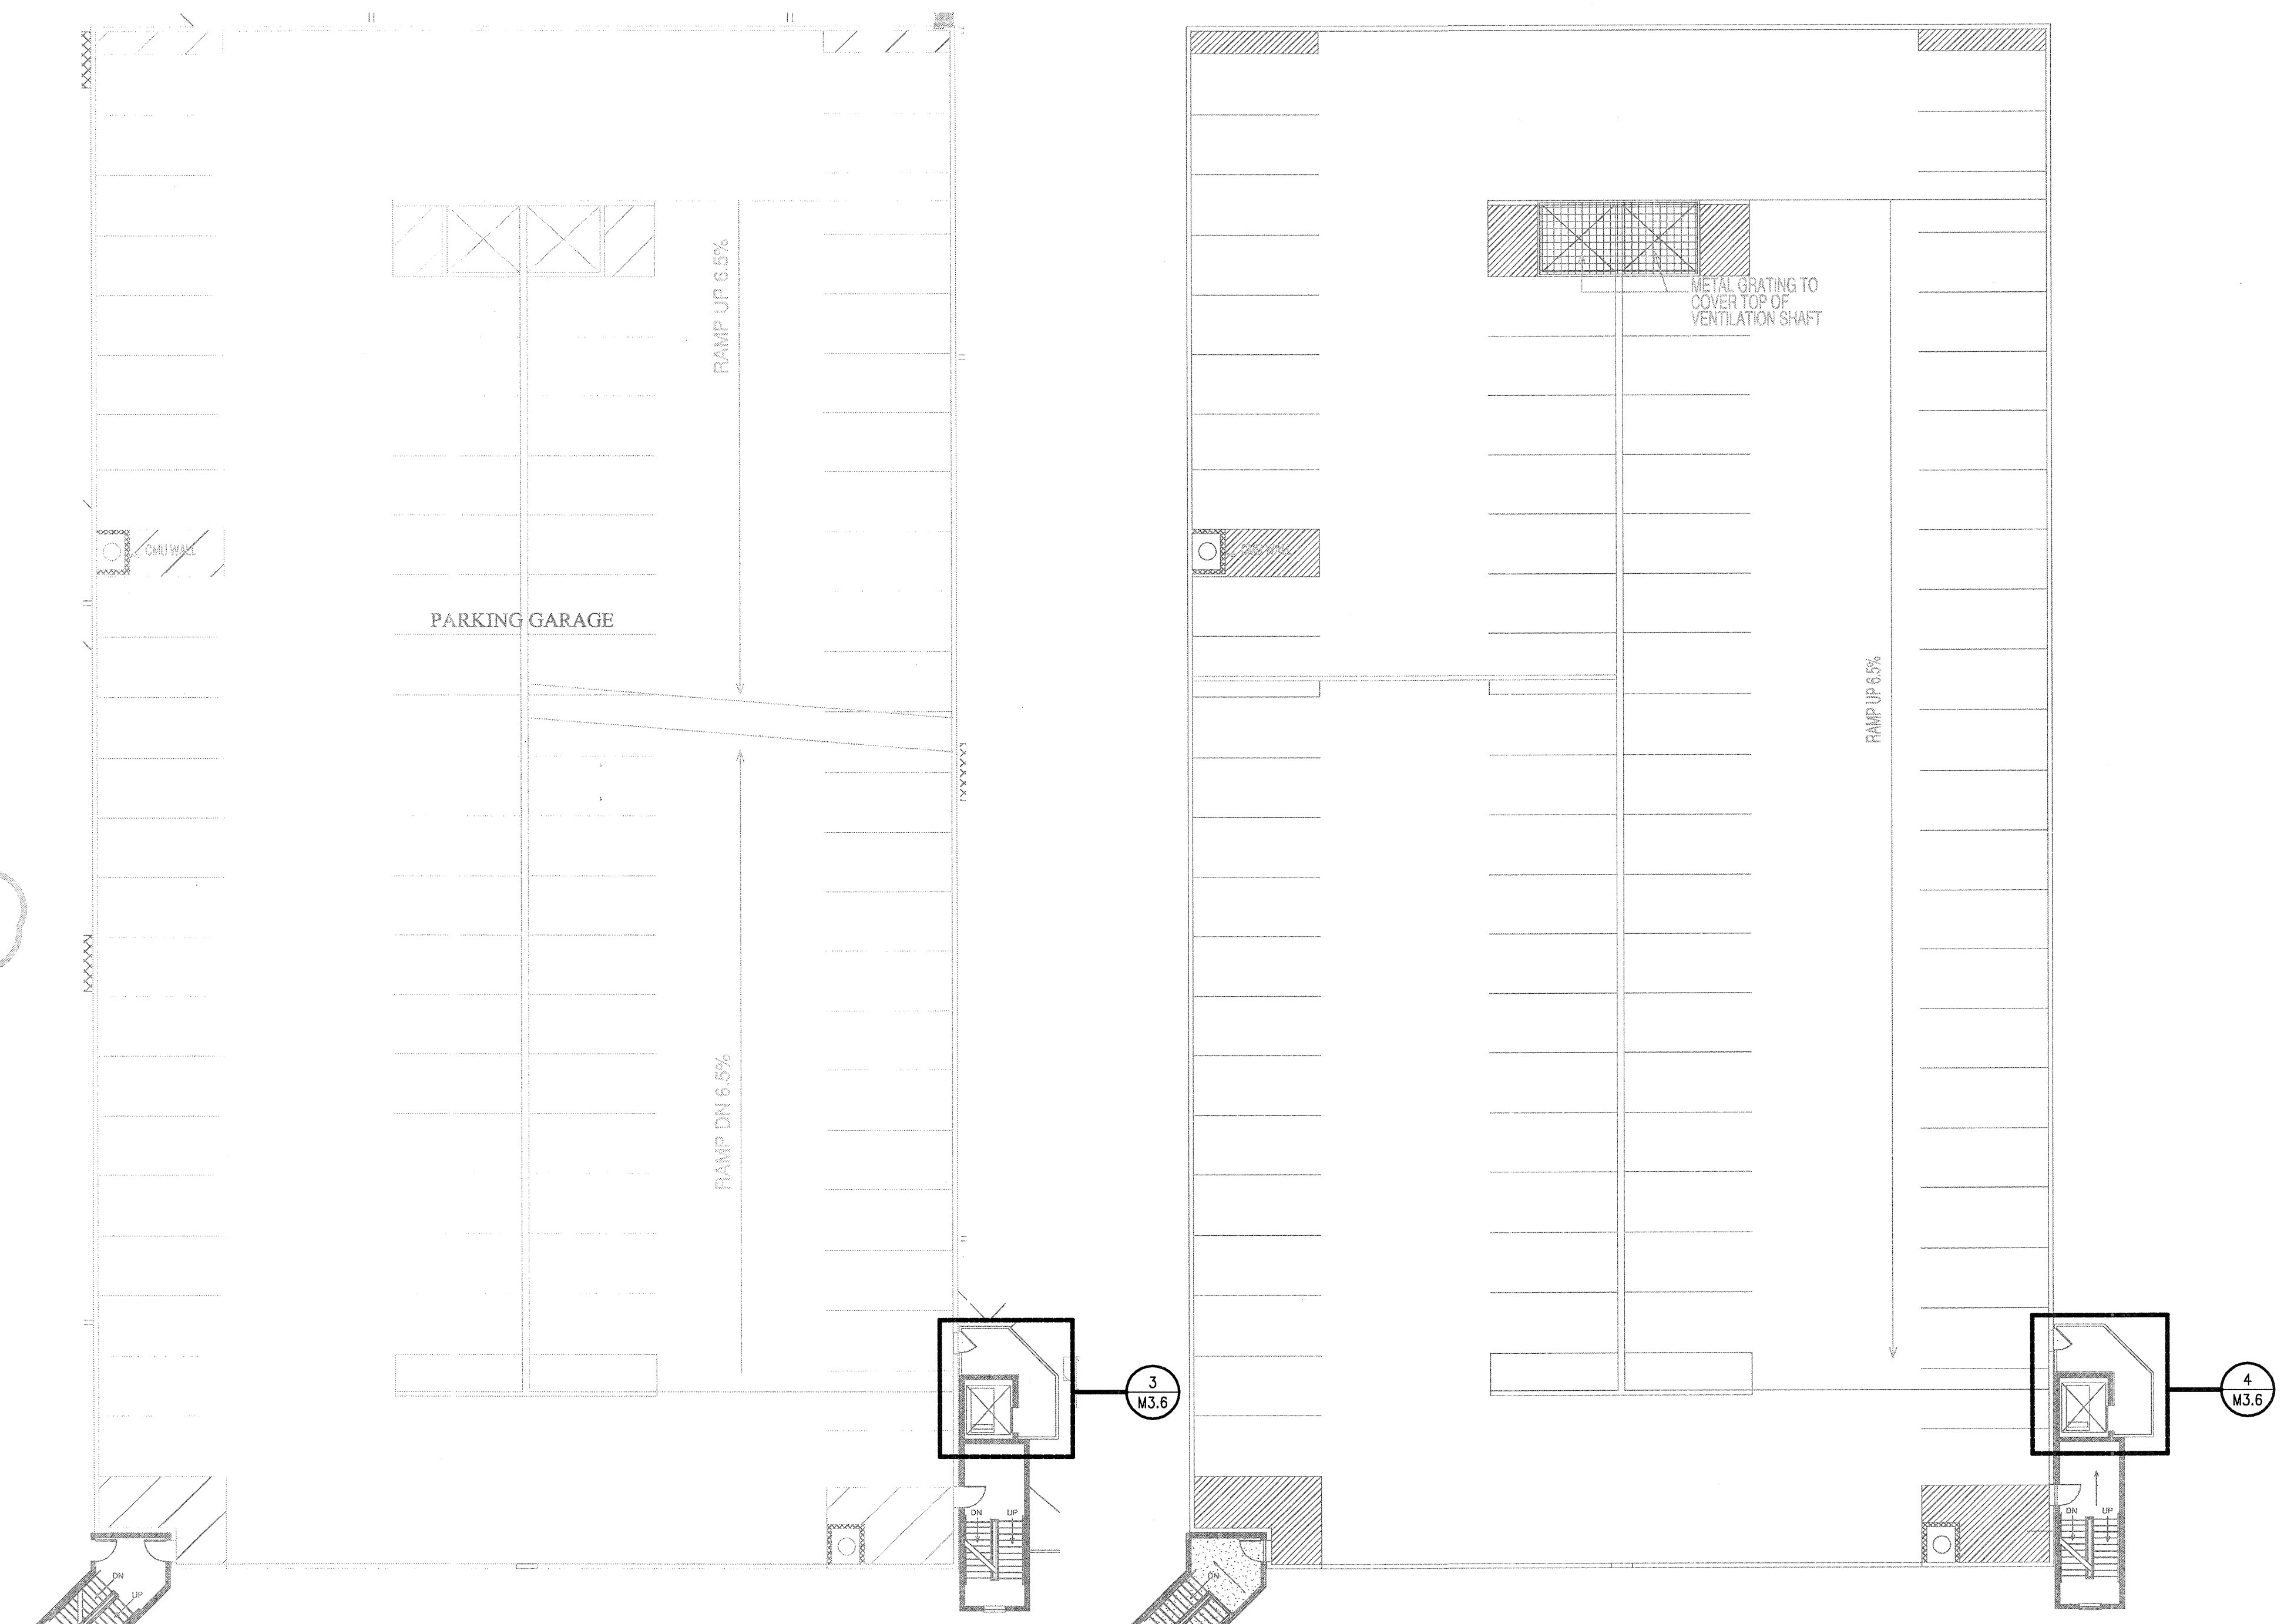 RAMP UP 6.5%
CMU WALL
PARKING GARAGE
RAMP DN 6.5%
3
M3.6
DN
UP
DN
UP
METAL GRATING TO
COVER TOP OF
VENTILATION SHAFT
RAMP UP 6.5%
4
M3.6
DN
UP
DN